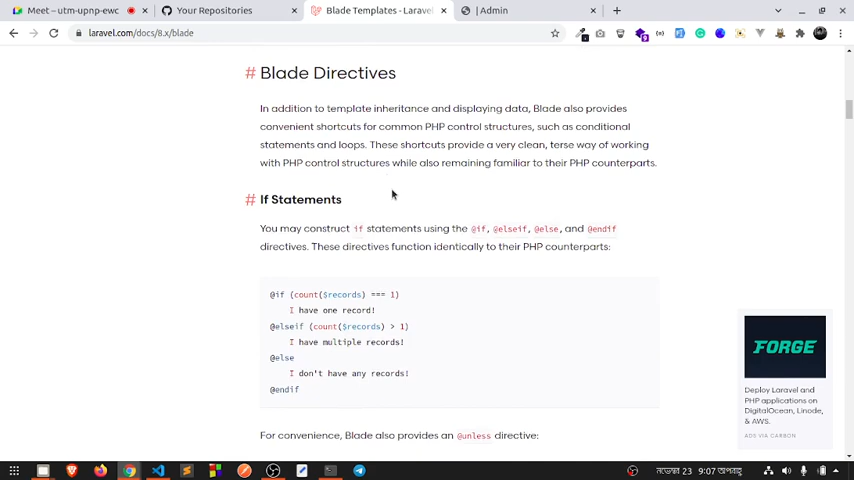 Meet – utm-upnp-ewc
Your Repositories
Blade Templates - Laravel
| Admin
laravel.com/docs/8.x/blade
# Blade Directives
In addition to template inheritance and displaying data, Blade also provides
convenient shortcuts for common PHP control structures, such as conditional
statements and loops. These shortcuts provide a very clean, terse way of working
with PHP control structures while also remaining familiar to their PHP counterparts.
# If Statements
You may construct if statements using the @if, @elseif, @else, and @endif
directives. These directives function identically to their PHP counterparts:
@if (count($records) === 1)
I have one record!
@elseif (count($records) > 1)
I have multiple records!
@else
I don't have any records!
@endif
For convenience, Blade also provides an @unless directive:
FORGE
Deploy Laravel and
PHP applications on
DigitalOcean, Linode,
& AWS.
ADS VIA CARBON
নভেম্বর 23 9:07 অপরাহ্ণ